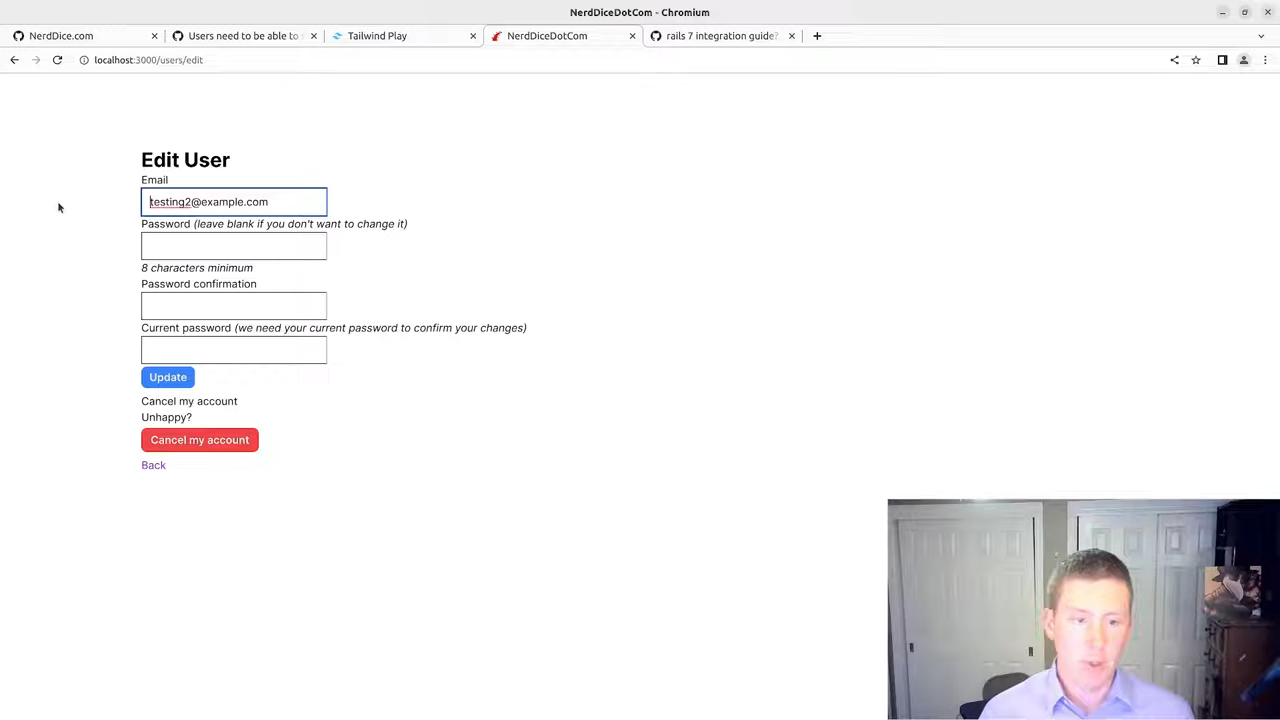 NerdDiceDotCom - Chromium
NerdDice.com
Users need to be able to
Tailwind Play
NerdDiceDotCom
rails 7 integration guide?
localhost:3000/users/edit
Edit User
Email
testing2@example.com
Password (leave blank if you don't want to change it)
8 characters minimum
Password confirmation
Current password (we need your current password to confirm your changes)
Update
Cancel my account
Unhappy?
Cancel my account
Back